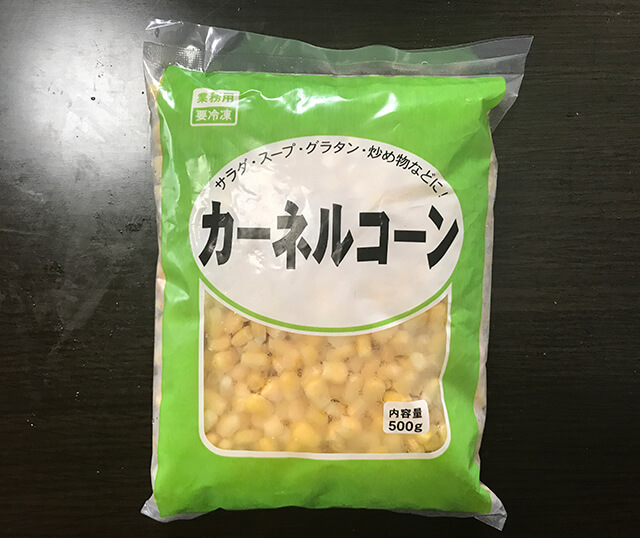 業務用
要冷凍
サラダ・スープ・グラタン・炒め物などに!
カーネルコーン
内容量
500g